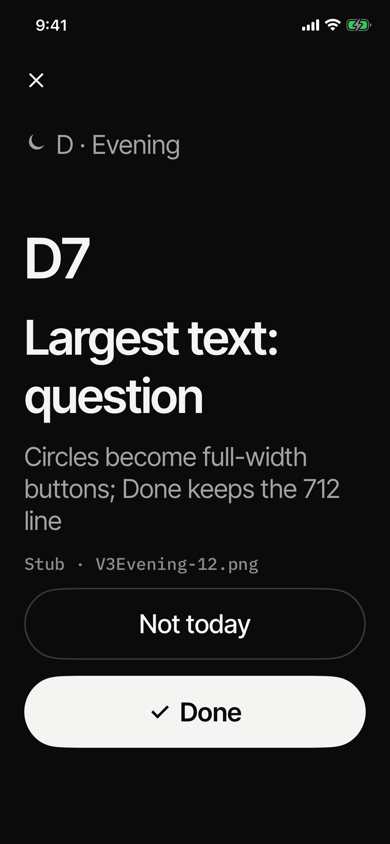 9:41
D · Evening
D7
Largest text:
question
Circles become full-width
buttons; Done keeps the 712
line
Stub · V3Evening-12.png
Not today
Done